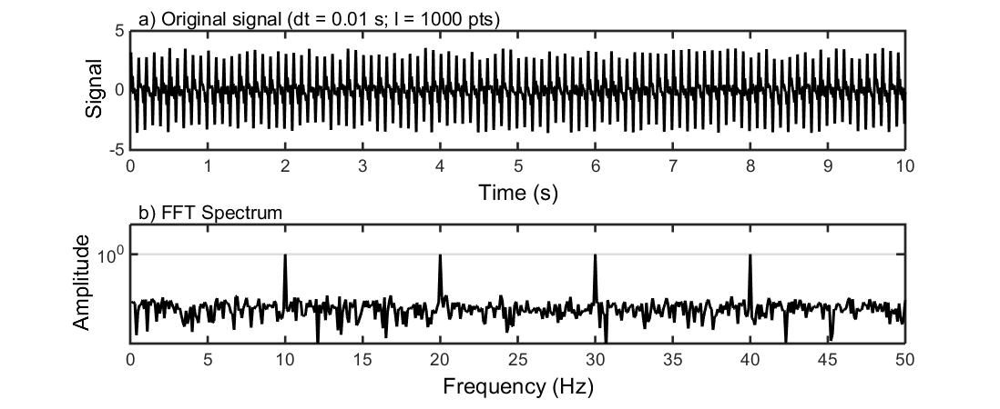 a) Original signal (dt = 0.01 s; l = 1000 pts)
5
0
-5
Signal
0 1 2 3 4 5 6 7 8 9 10
Time (s)
b) FFT Spectrum
10⁰
Amplitude
0 5 10 15 20 25 30 35 40 45 50
Frequency (Hz)